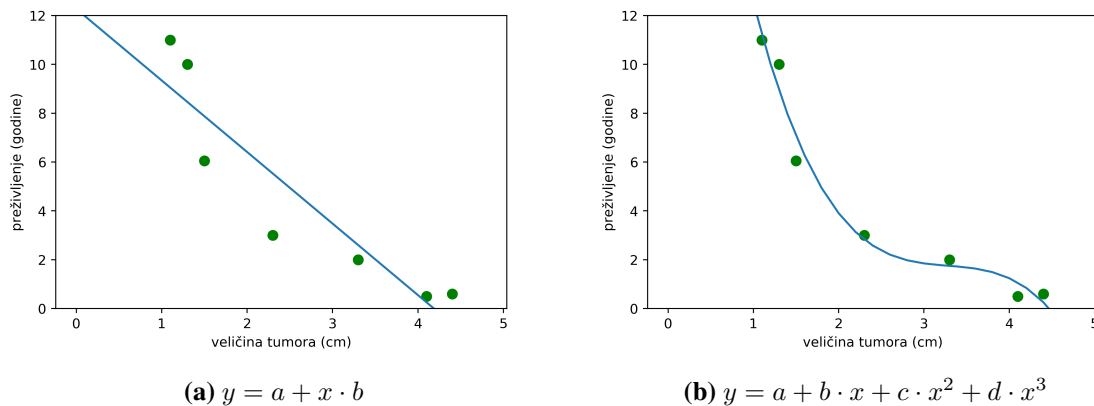 12
10
8
6
4
2
0
preživljenje (godine)
0 1 2 3 4 5
veličina tumora (cm)
(a) y = a + x · b
12
10
8
6
4
2
0
preživljenje (godine)
0 1 2 3 4 5
veličina tumora (cm)
(b) y = a + b · x + c · x² + d · x³